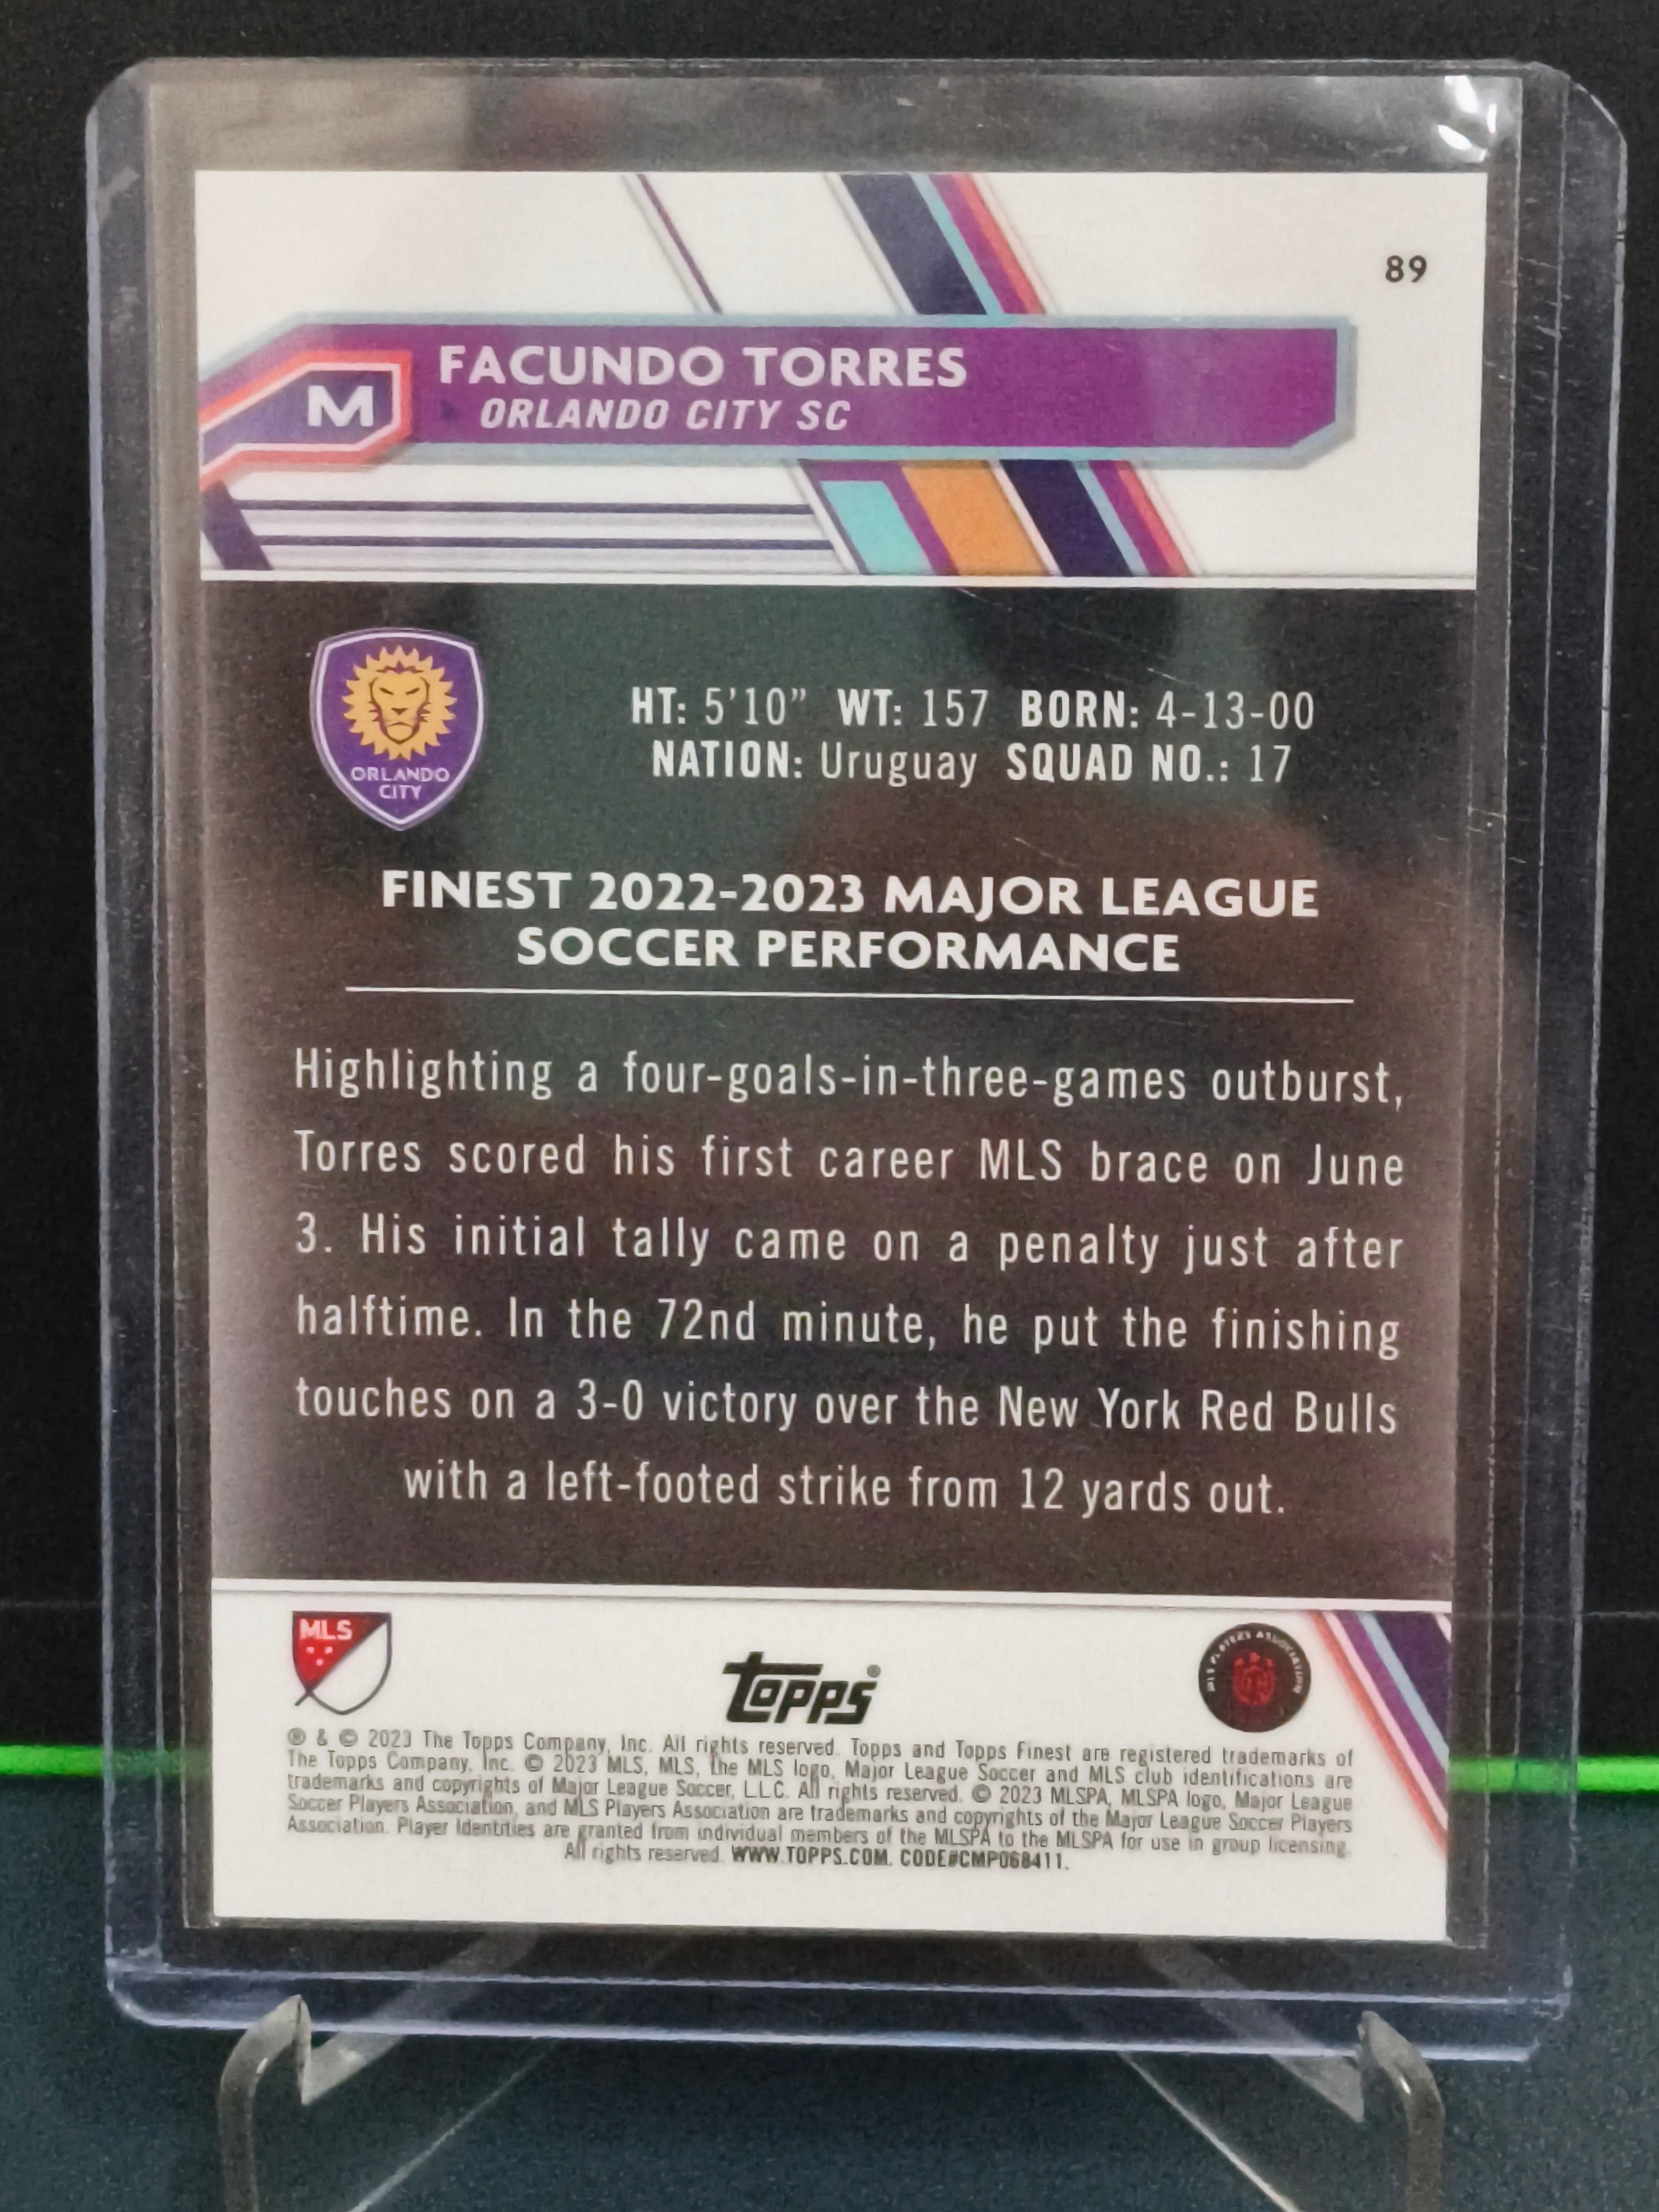 89
FACUNDO TORRES
M
ORLANDO CITY SC
ORLANDO
CITY
HT: 5'10" WT: 157 BORN: 4-13-00
NATION: Uruguay SQUAD NO.: 17
FINEST 2022-2023 MAJOR LEAGUE
SOCCER PERFORMANCE
Highlighting a four-goals-in-three-games outburst,
Torres scored his first career MLS brace on June
3. His initial tally came on a penalty just after
halftime. In the 72nd minute, he put the finishing
touches on a 3-0 victory over the New York Red Bulls
with a left-footed strike from 12 yards out.
MLS
topps®
MLS PLAYERS ASSOCIATION
® & © 2023 The Topps Company, Inc. All rights reserved. Topps and Topps Finest are registered trademarks of
The Topps Company, Inc. © 2023 MLS, MLS, the MLS logo, Major League Soccer and MLS club identifications are
trademarks and copyrights of Major League Soccer, L.L.C. All rights reserved. © 2023 MLSPA, MLSPA logo, Major League
Soccer Players Association, and MLS Players Association are trademarks and copyrights of the Major League Soccer Players
Association. Player Identities are granted from individual members of the MLSPA to the MLSPA for use in group licensing.
All rights reserved. WWW.TOPPS.COM. CODE#CMP068411.